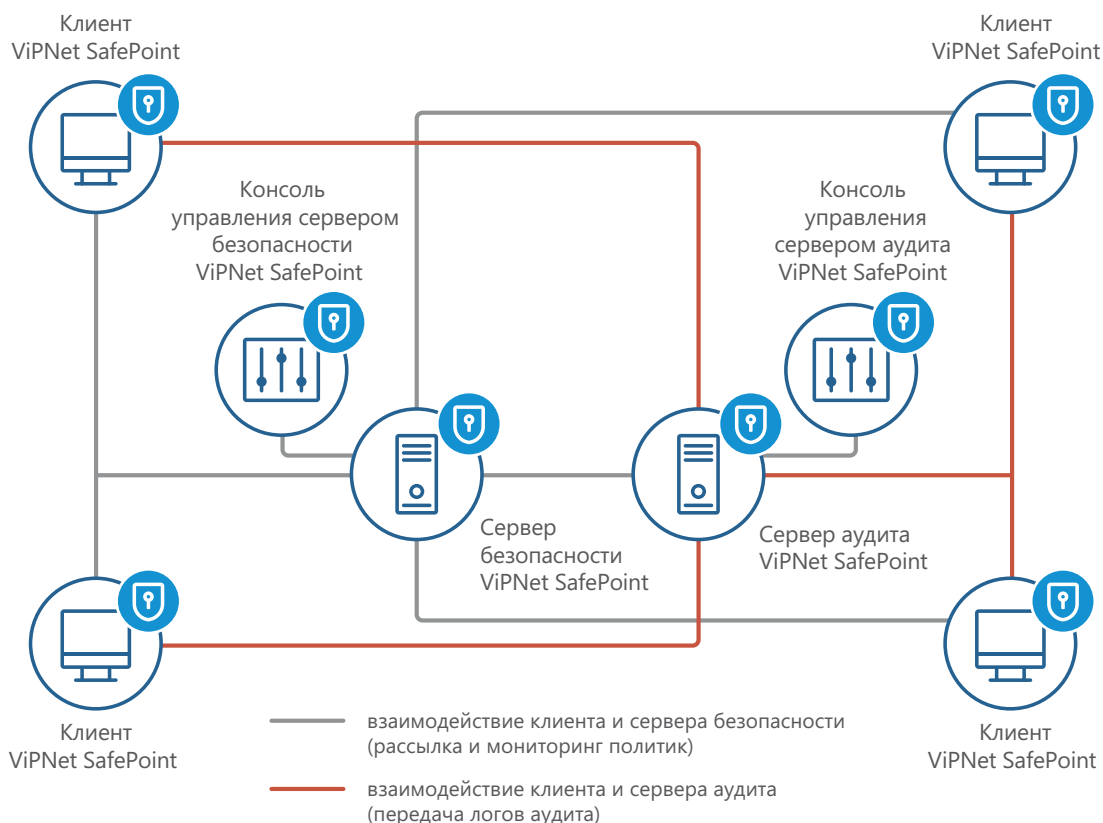 Клиент
ViPNet SafePoint
Клиент
ViPNet SafePoint
Консоль
управления сервером
безопасности
ViPNet SafePoint
Консоль
управления
сервером аудита
ViPNet SafePoint
Сервер
безопасности
ViPNet SafePoint
Сервер аудита
ViPNet SafePoint
Клиент
ViPNet SafePoint
Клиент
ViPNet SafePoint
взаимодействие клиента и сервера безопасности
(рассылка и мониторинг политик)
взаимодействие клиента и сервера аудита
(передача логов аудита)